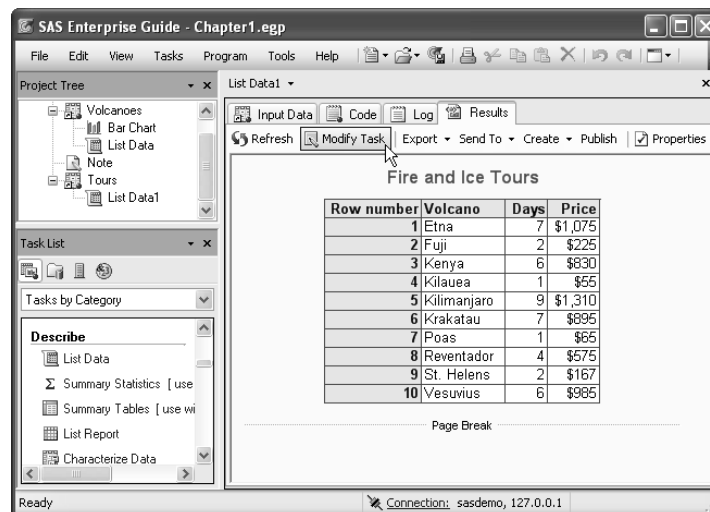 SAS Enterprise Guide - Chapter1.egp
File Edit View Tasks Program Tools Help
Project Tree
Volcanoes
Bar Chart
List Data
Note
Tours
List Data1
Task List
Tasks by Category
Describe
List Data
Σ Summary Statistics [ use
Summary Tables [ use wi
List Report
Characterize Data
List Data1
Input Data Code Log Results
Refresh Modify Task Export Send To Create Publish Properties
Fire and Ice Tours
Row number Volcano Days Price
1 Etna 7 $1,075
2 Fuji 2 $225
3 Kenya 6 $830
4 Kilauea 1 $55
5 Kilimanjaro 9 $1,310
6 Krakatau 7 $895
7 Poas 1 $65
8 Reventador 4 $575
9 St. Helens 2 $167
10 Vesuvius 6 $985
Page Break
Ready
Connection: sasdemo, 127.0.0.1